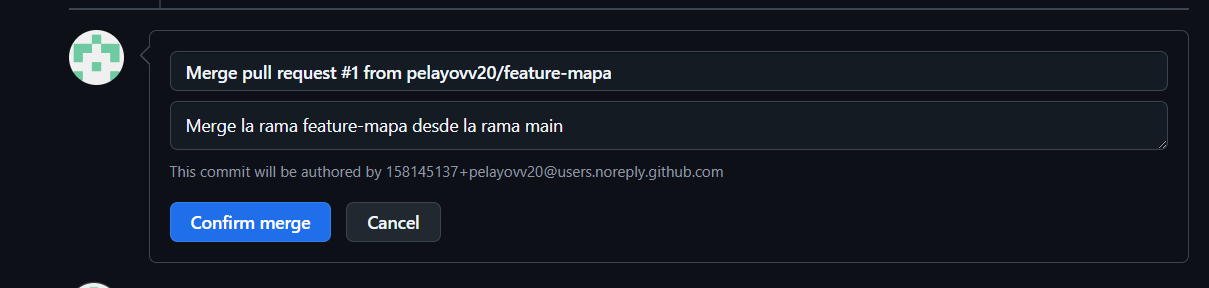 Merge pull request #1 from pelayovv20/feature-mapa
Merge la rama feature-mapa desde la rama main
This commit will be authored by 158145137+pelayovv20@users.noreply.github.com
Confirm merge
Cancel